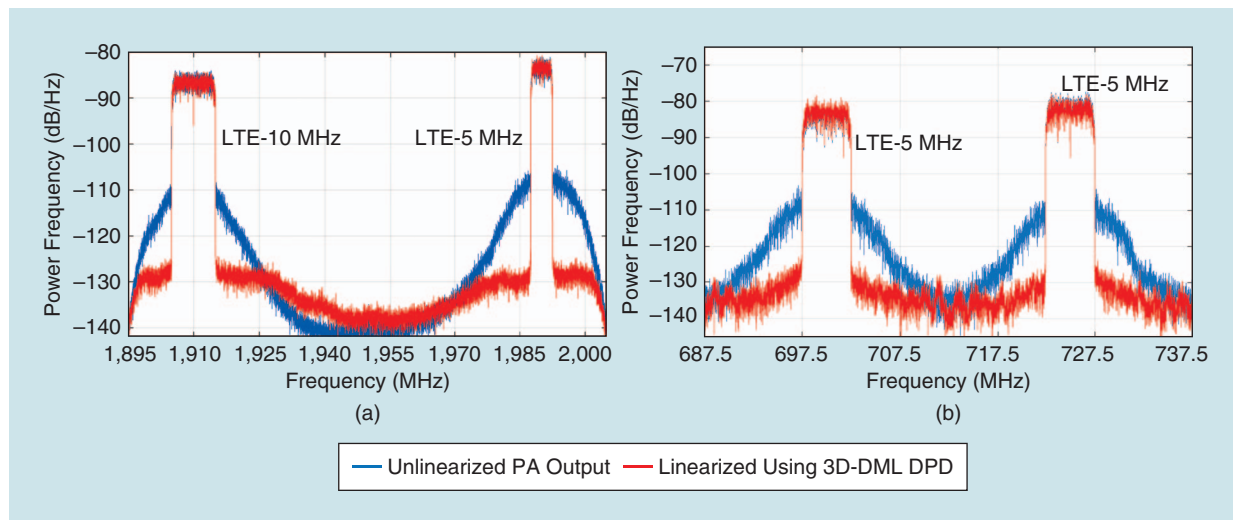 Power Frequency (dB/Hz)
–80
–90
–100
–110
–120
–130
–140
LTE-10 MHz
LTE-5 MHz
1,895
1,910
1,925
1,940
1,955
1,970
1,985
2,000
Frequency (MHz)
(a)
Power Frequency (dB/Hz)
–70
–80
–90
–100
–110
–120
–130
–140
LTE-5 MHz
LTE-5 MHz
687.5
697.5
707.5
717.5
727.5
737.5
Frequency (MHz)
(b)
Unlinearized PA Output
Linearized Using 3D-DML DPD